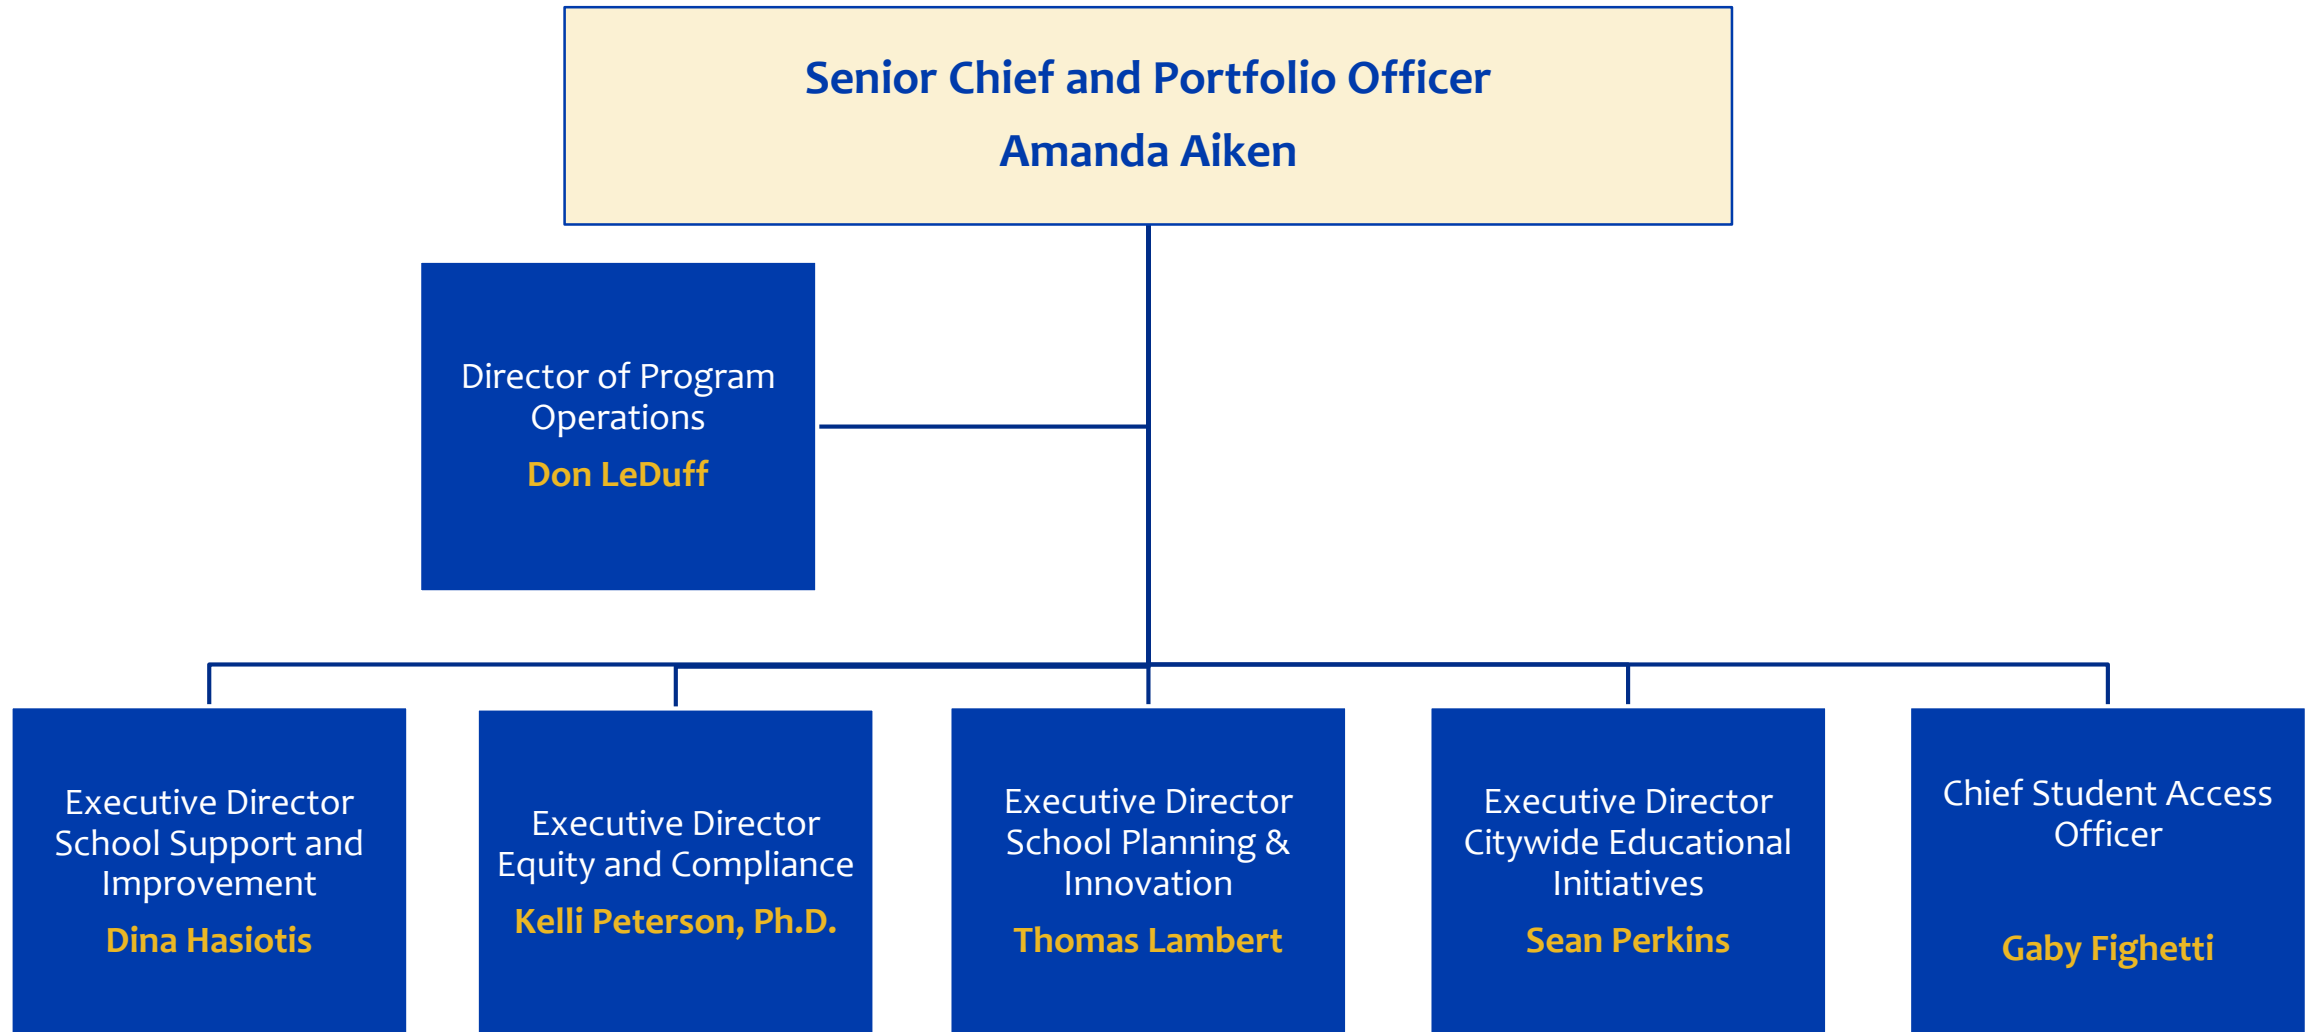 Senior Chief and Portfolio Officer
Amanda Aiken
Director of Program
Operations
Don LeDuff
Executive Director
School Support and
Improvement
Dina Hasiotis
Executive Director
Equity and Compliance
Kelli Peterson, Ph.D.
Executive Director
School Planning &
Innovation
Thomas Lambert
Executive Director
Citywide Educational
Initiatives
Sean Perkins
Chief Student Access
Officer
Gaby Fighetti